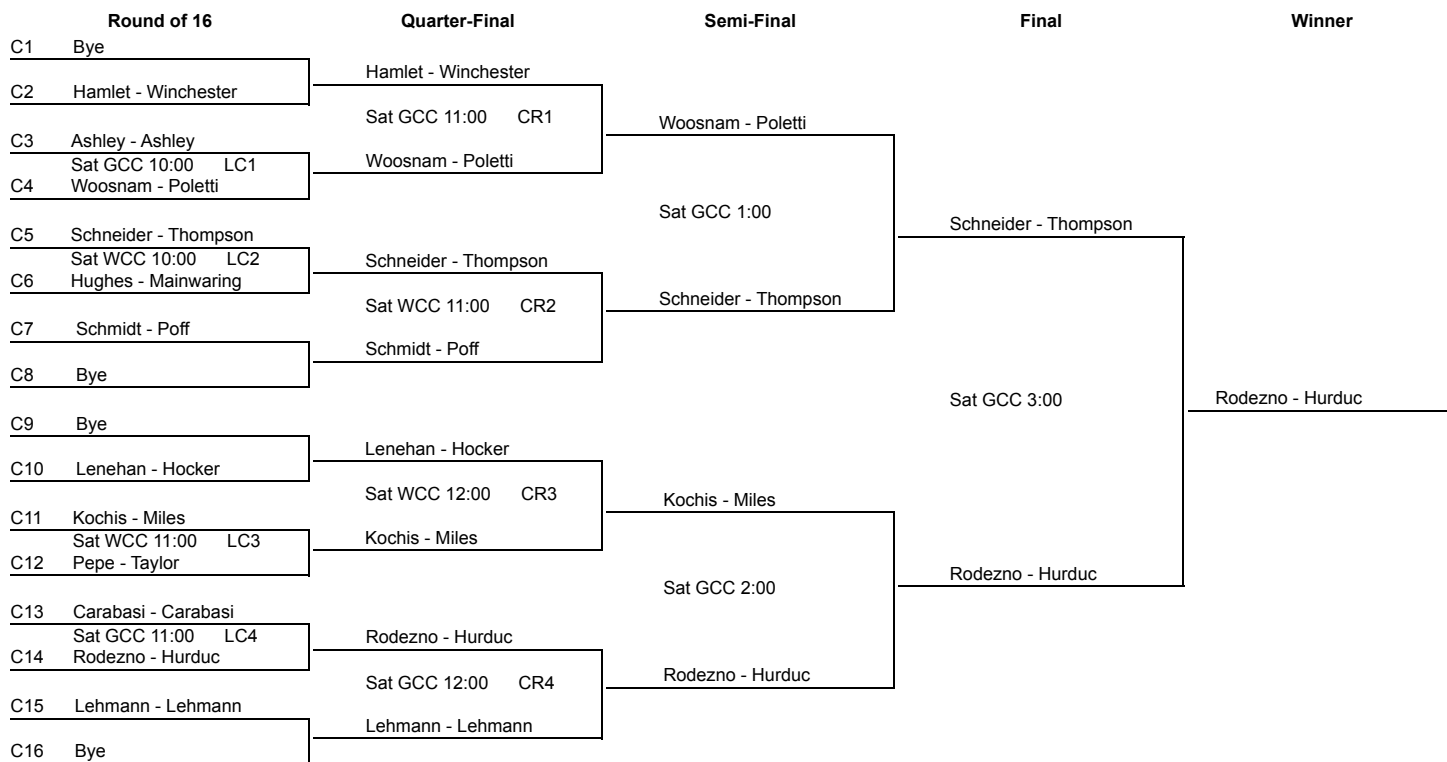 Round of 16 Quarter-Final Semi-Final Final Winner
C1 Bye
Hamlet - Winchester
C2 Hamlet - Winchester
Sat GCC 11:00 CR1
Woosnam - Poletti
C3 Ashley - Ashley
Sat GCC 10:00 LC1
Woosnam - Poletti
C4 Woosnam - Poletti
Sat GCC 1:00
Schneider - Thompson
C5 Schneider - Thompson
Sat WCC 10:00 LC2
Schneider - Thompson
C6 Hughes - Mainwaring
Sat WCC 11:00 CR2
Schneider - Thompson
C7 Schmidt - Poff
Schmidt - Poff
C8 Bye
Sat GCC 3:00
Rodezno - Hurduc
C9 Bye
Lenehan - Hocker
C10 Lenehan - Hocker
Sat WCC 12:00 CR3
Kochis - Miles
C11 Kochis - Miles
Sat WCC 11:00 LC3
Kochis - Miles
C12 Pepe - Taylor
Rodezno - Hurduc
Sat GCC 2:00
C13 Carabasi - Carabasi
Sat GCC 11:00 LC4
Rodezno - Hurduc
C14 Rodezno - Hurduc
Rodezno - Hurduc
Sat GCC 12:00 CR4
C15 Lehmann - Lehmann
Lehmann - Lehmann
C16 Bye